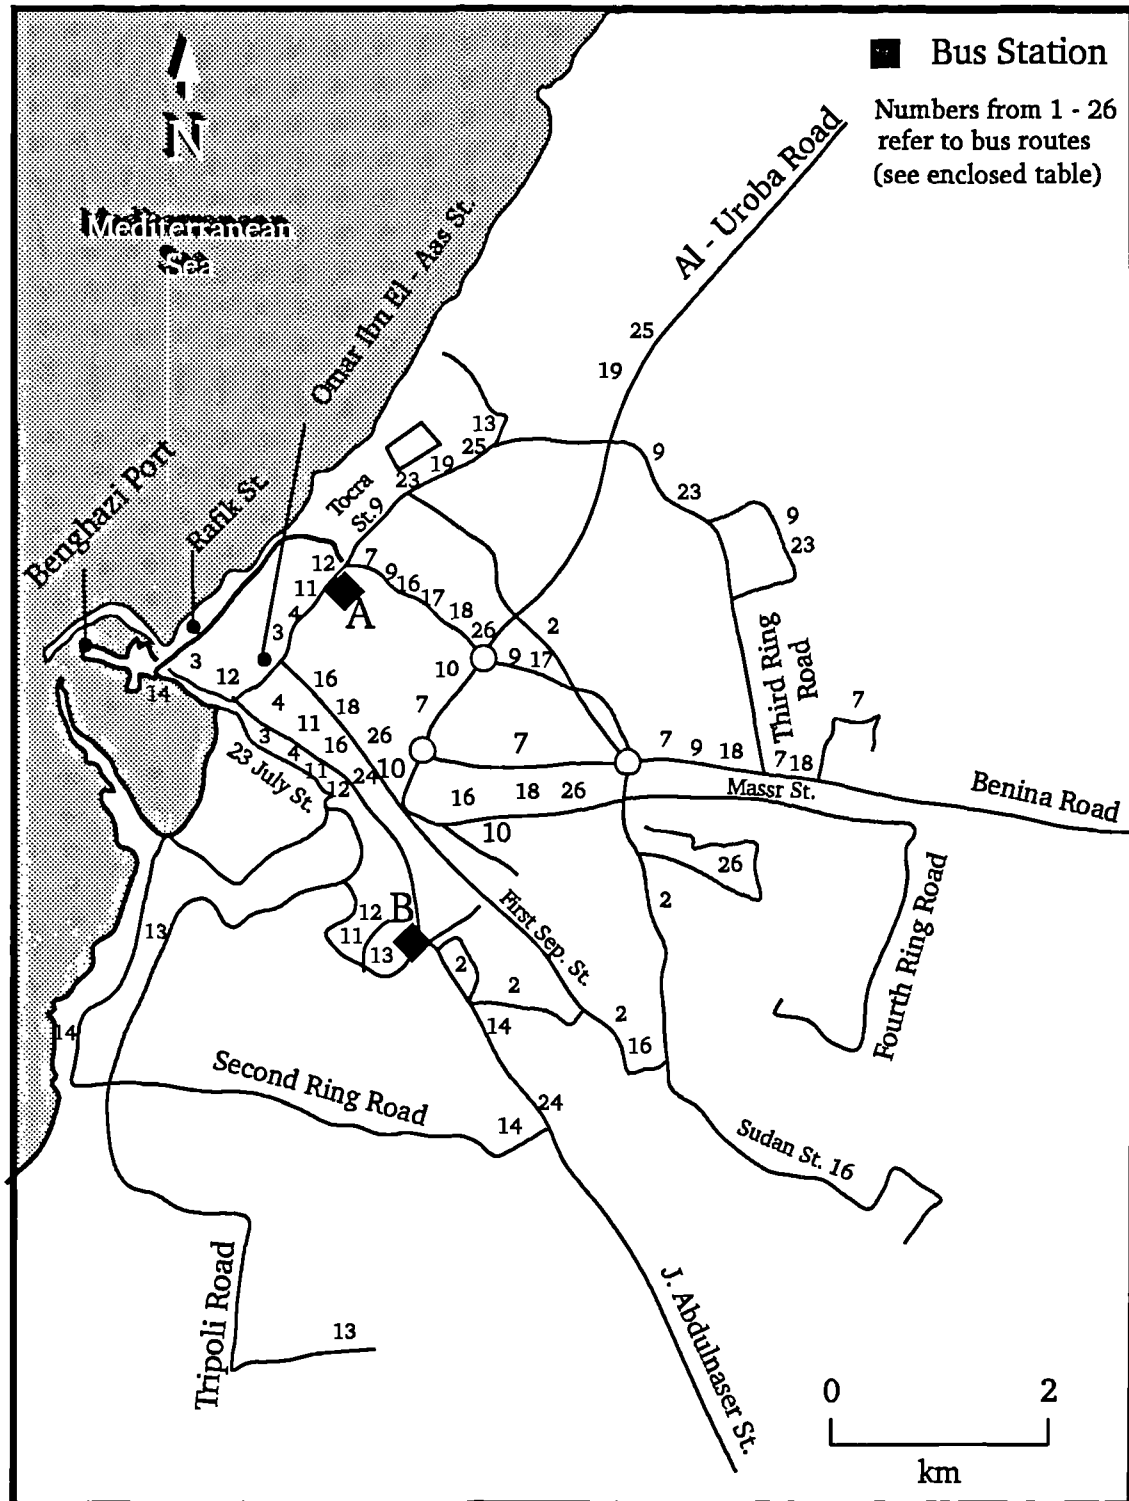 Bus Station
Numbers from 1 - 26
refer to bus routes
(see enclosed table)
N
Mediterranean
Sea
Al - Uroba Road
Omar Ibn El - Aas St.
Benghazi Port
Rafik St.
25
19
13
25
19
23
Tocra
St. 9
9
23
9
23
12
7
9
16
17
18
26
11
A
4
3
2
10
9
17
3
12
14
16
18
26
4
11
16
24
10
7
7
7
9
18
7
18
7
Third Ring
Road
3
4
11
12
23 July St.
16
18
26
Massr St.
Benina Road
10
26
2
First Sep. St.
Fourth Ring Road
12
B
11
13
13
2
2
2
14
16
14
Second Ring Road
24
14
Sudan St. 16
Tripoli Road
13
J. Abdulnaser St.
0 2
km